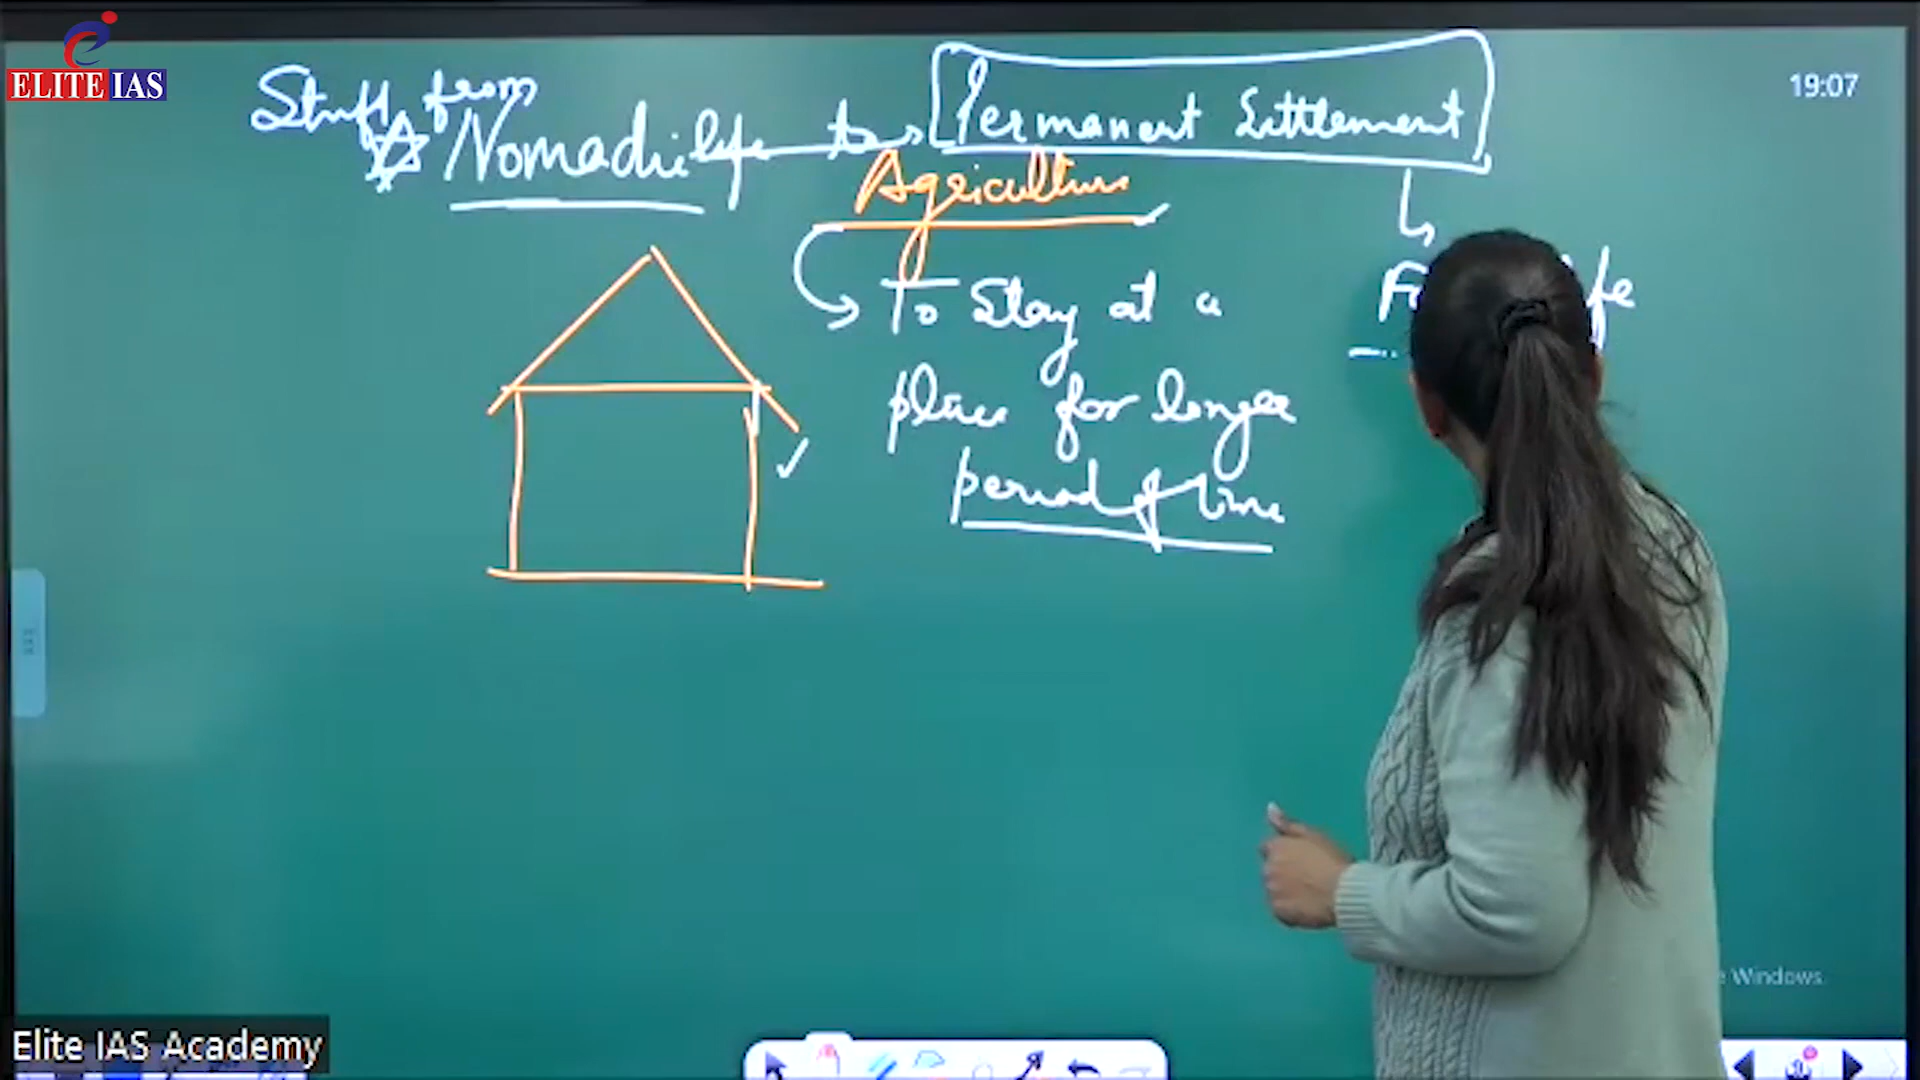 ELITE IAS
19:07
from
Nomadic life to Permanent Settlement
Agriculture
To Stay at a
place for longer
period of time
Windows.
Elite IAS Academy